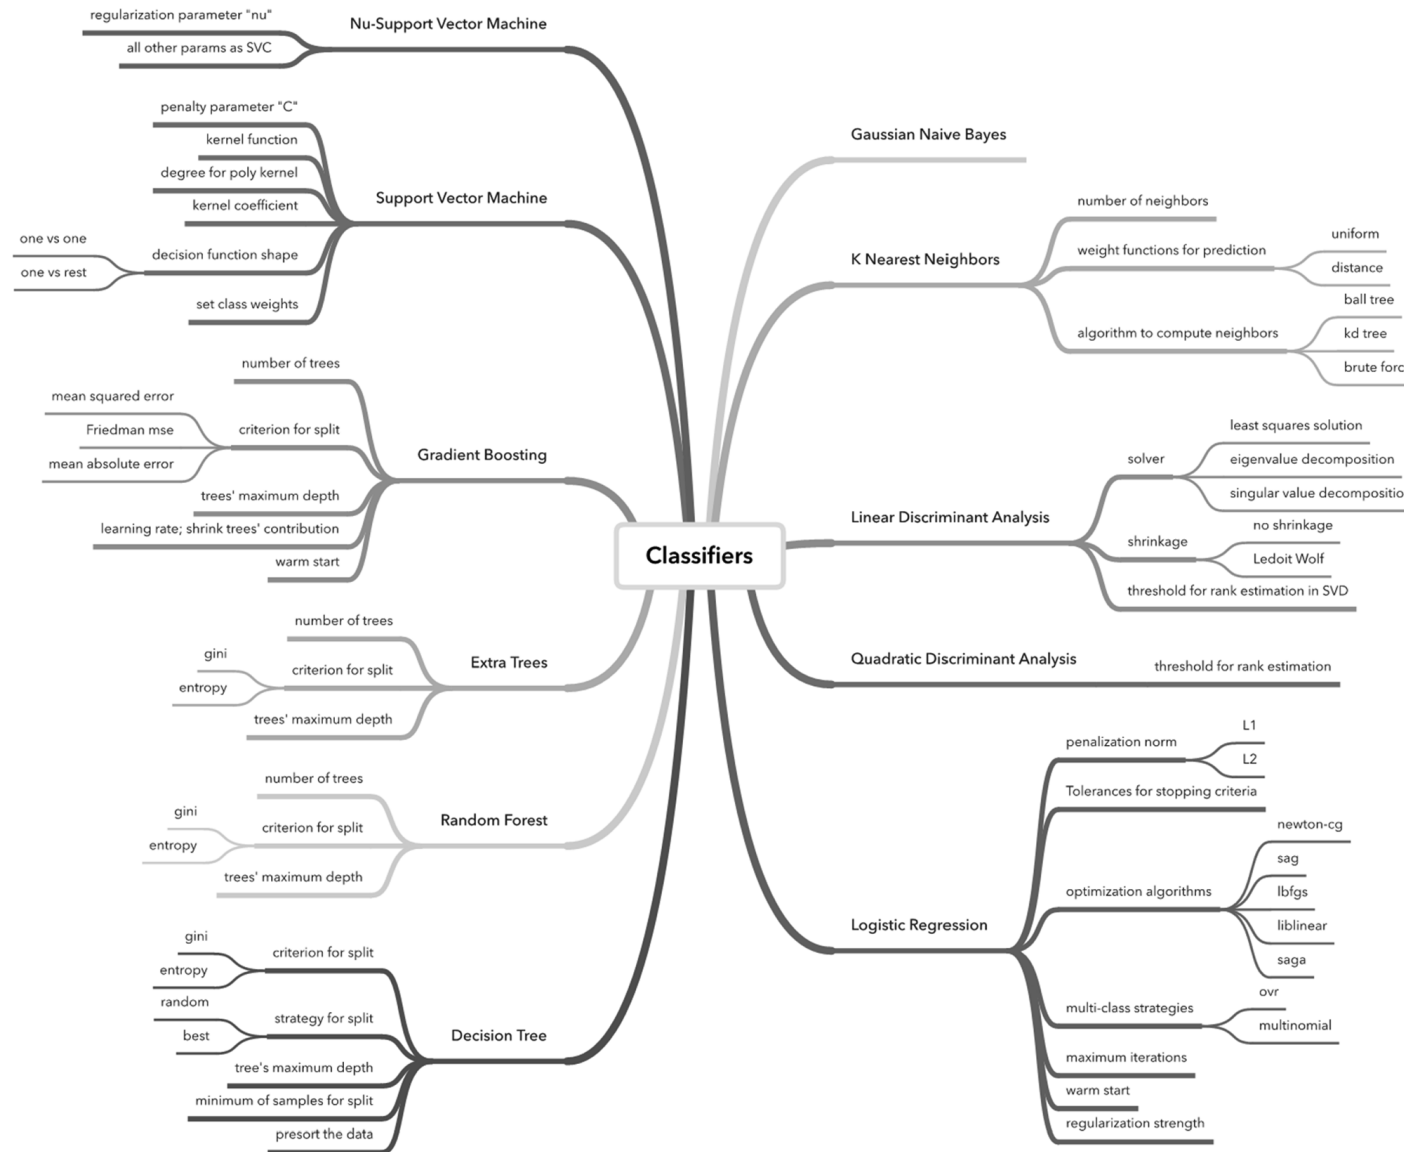 Classifiers
Nu-Support Vector Machine
regularization parameter "nu"
all other params as SVC
Support Vector Machine
penalty parameter "C"
kernel function
degree for poly kernel
kernel coefficient
decision function shape
one vs one
one vs rest
set class weights
Gradient Boosting
number of trees
criterion for split
mean squared error
Friedman mse
mean absolute error
trees' maximum depth
learning rate; shrink trees' contribution
warm start
Extra Trees
number of trees
criterion for split
gini
entropy
trees' maximum depth
Random Forest
number of trees
criterion for split
gini
entropy
trees' maximum depth
Decision Tree
criterion for split
gini
entropy
strategy for split
random
best
tree's maximum depth
minimum of samples for split
presort the data
Gaussian Naive Bayes
K Nearest Neighbors
number of neighbors
weight functions for prediction
uniform
distance
algorithm to compute neighbors
ball tree
kd tree
brute forc
Linear Discriminant Analysis
solver
least squares solution
eigenvalue decomposition
singular value decompositio
shrinkage
no shrinkage
Ledoit Wolf
threshold for rank estimation in SVD
Quadratic Discriminant Analysis
threshold for rank estimation
Logistic Regression
penalization norm
L1
L2
Tolerances for stopping criteria
optimization algorithms
newton-cg
sag
lbfgs
liblinear
saga
multi-class strategies
ovr
multinomial
maximum iterations
warm start
regularization strength